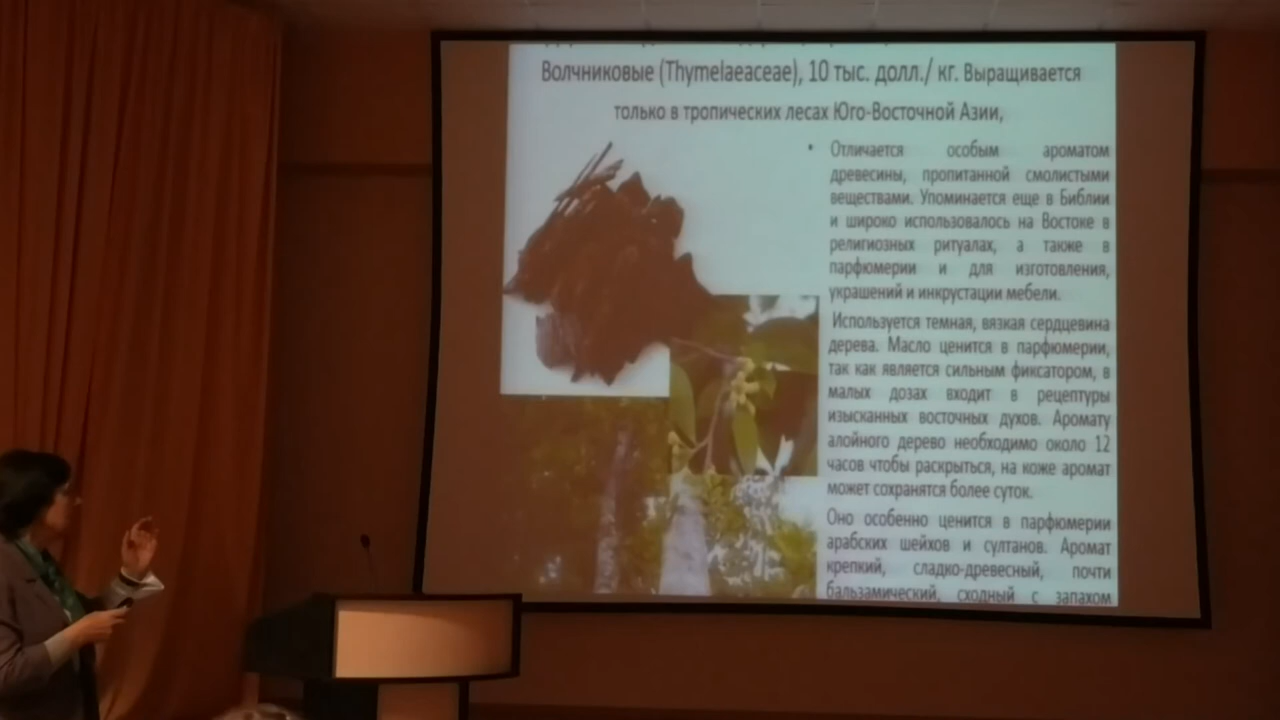 Волчниковые (Thymelaeaceae), 10 тыс. долл./ кг. Выращивается
только в тропических лесах Юго-Восточной Азии,
• Отличается особым ароматом
древесины, пропитанной смолистыми
веществами. Упоминается еще в Библии
и широко использовалось на Востоке в
религиозных ритуалах, а также в
парфюмерии и для изготовления,
украшений и инкрустации мебели.
Используется темная, вязкая сердцевина
дерева. Масло ценится в парфюмерии,
так как является сильным фиксатором, в
малых дозах входит в рецептуры
изысканных восточных духов. Аромату
алойного дерево необходимо около 12
часов чтобы раскрыться, на коже аромат
может сохранятся более суток.
Оно особенно ценится в парфюмерии
арабских шейхов и султанов. Аромат
крепкий, сладко-древесный, почти
бальзамический, сходный с запахом